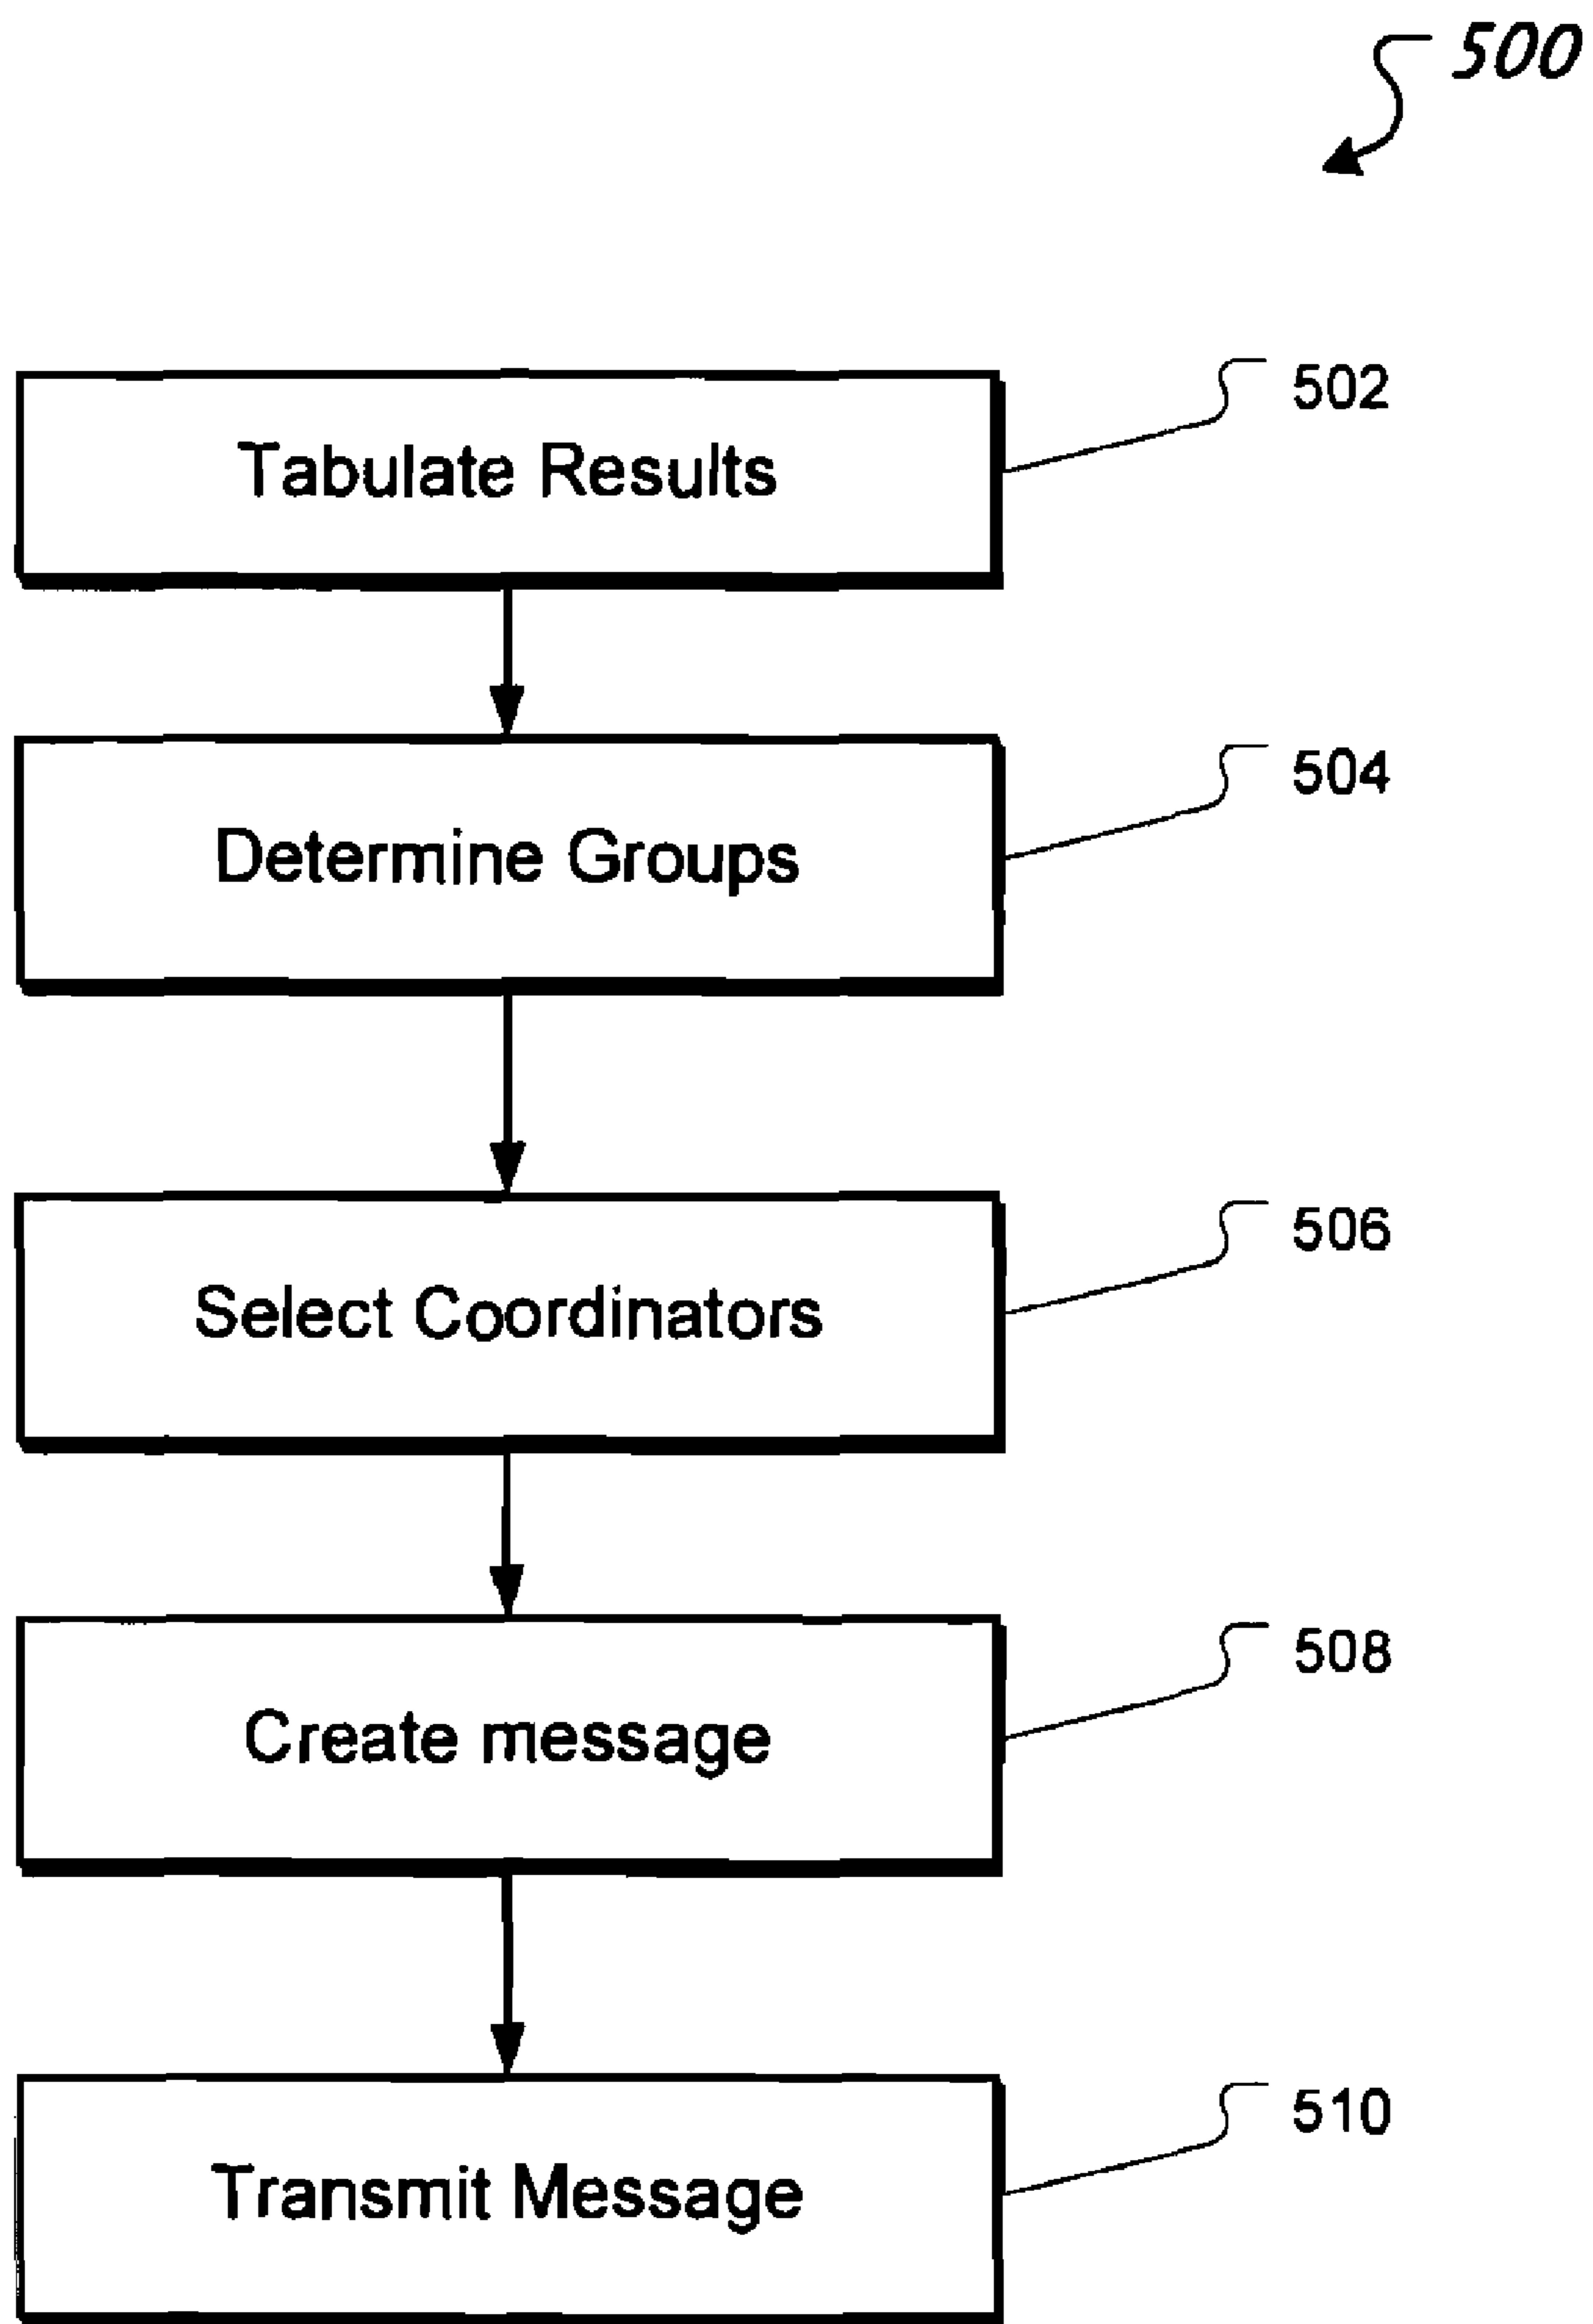 500
Tabulate Results
502
Determine Groups
504
Select Coordinators
506
Create message
508
Transmit Message
510